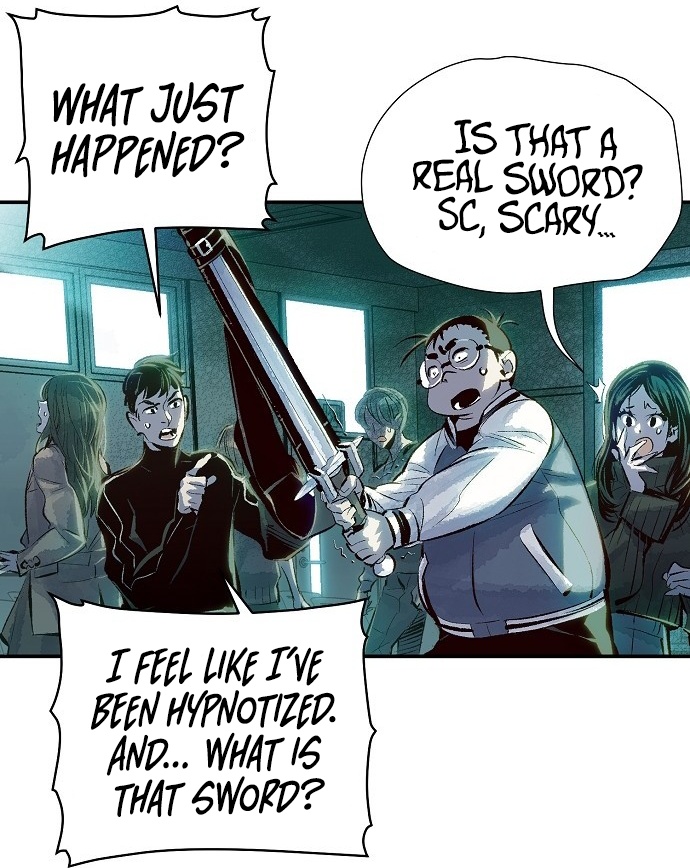 WHAT JUST
HAPPENED?
IS THAT A
REAL SWORD?
SC, SCARY...
I FEEL LIKE I'VE
BEEN HYPNOTIZED.
AND... WHAT IS
THAT SWORD?